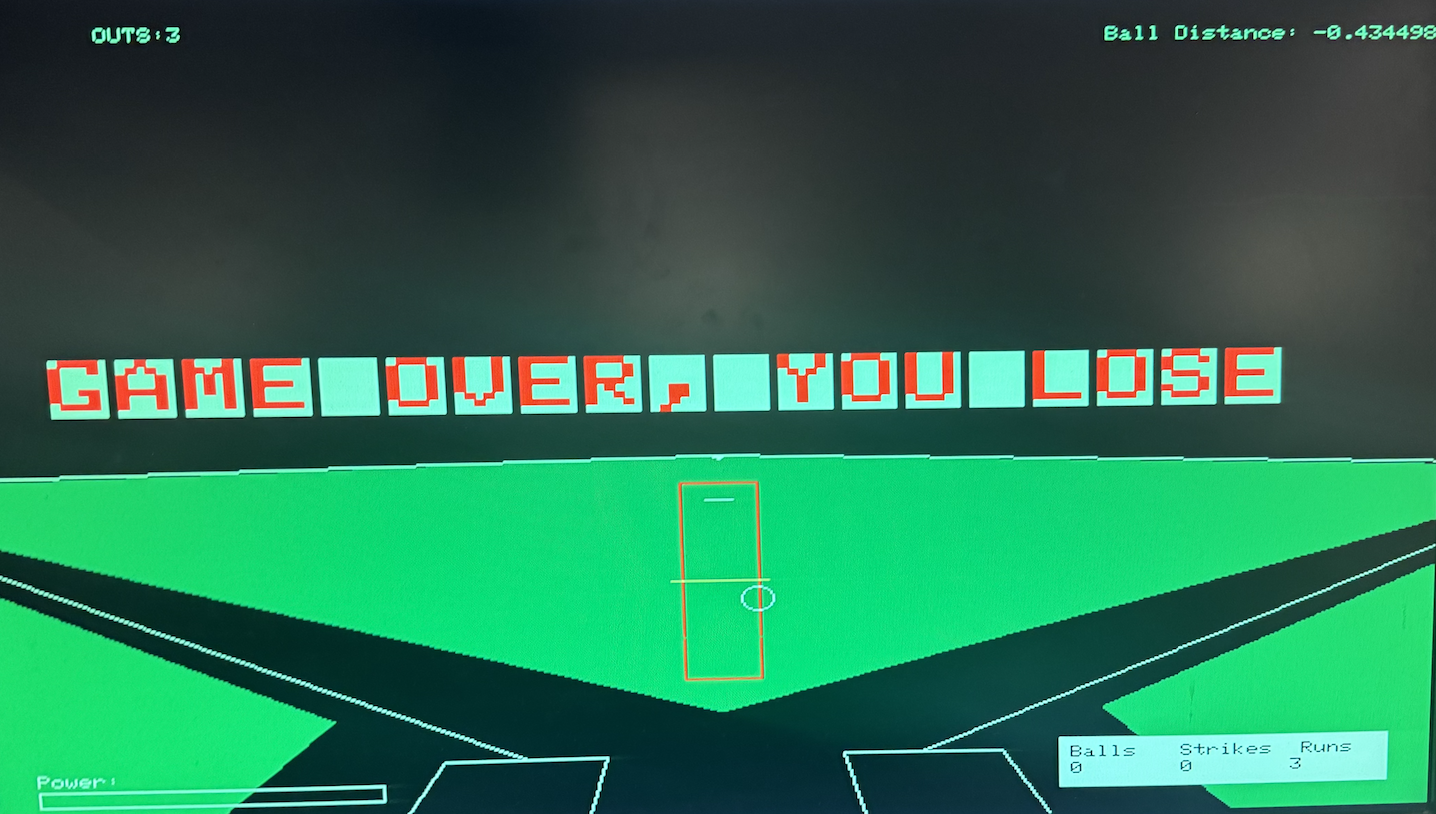 OUTS:3
Ball Distance: -0.434498
GAME OVER, YOU LOSE
Balls Strikes Runs
0 0 3
Power: